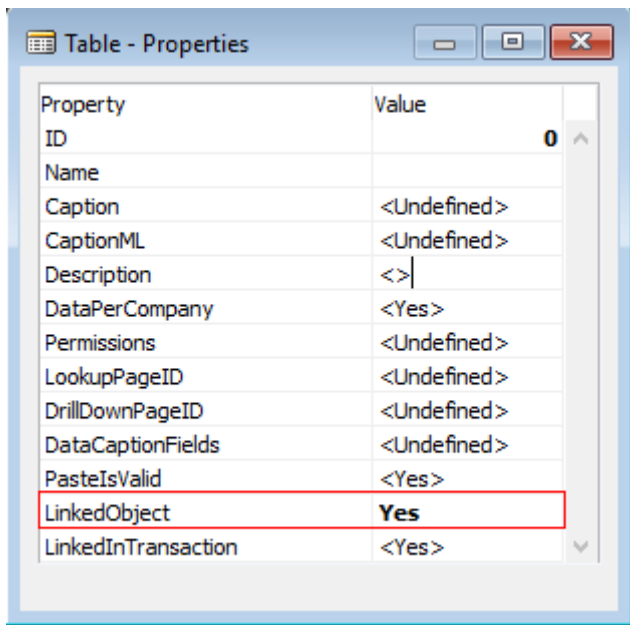 Table - Properties
Property Value
ID 0
Name
Caption <Undefined>
CaptionML <Undefined>
Description <>
DataPerCompany <Yes>
Permissions <Undefined>
LookupPageID <Undefined>
DrillDownPageID <Undefined>
DataCaptionFields <Undefined>
PasteIsValid <Yes>
LinkedObject Yes
LinkedInTransaction <Yes>